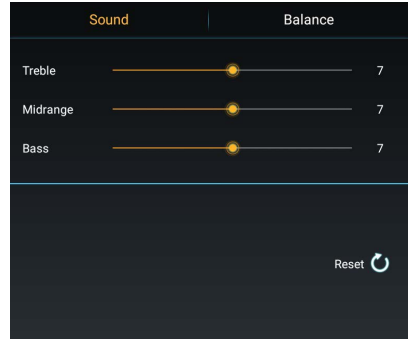 Sound Balance
Treble 7
Midrange 7
Bass 7
Reset